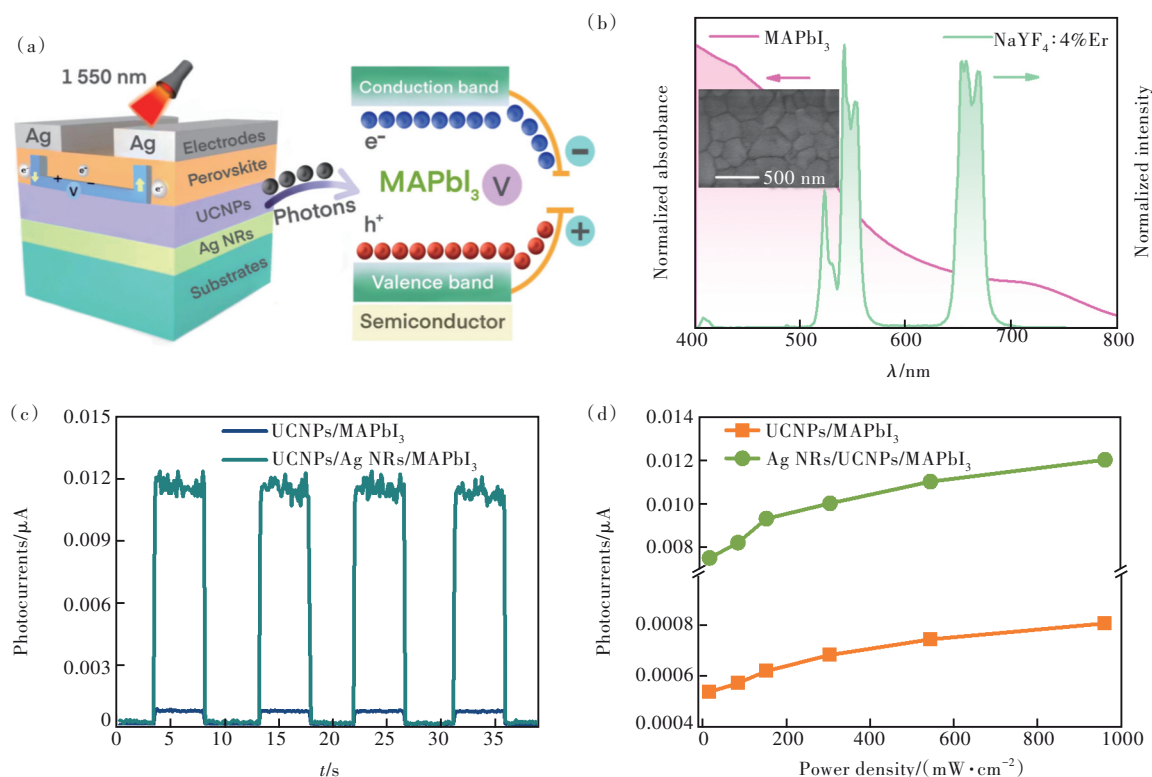 (a)
1 550 nm
Ag
Ag
Electrodes
Perovskite
UCNPs
Ag NRs
Substrates
e⁻
e⁻
e⁻
+
−
V
Photons
Conduction band
e⁻
−
MAPbI₃ V
h⁺
+
Valence band
Semiconductor
(b)
MAPbI₃
NaYF₄:4%Er
500 nm
Normalized absorbance
Normalized intensity
400 500 600 700 800
λ/nm
(c)
UCNPs/MAPbI₃
UCNPs/Ag NRs/MAPbI₃
0.015
0.012
0.009
0.006
0.003
0
Photocurrents/μA
0 5 10 15 20 25 30 35
t/s
(d)
UCNPs/MAPbI₃
Ag NRs/UCNPs/MAPbI₃
0.014
0.012
0.010
0.008
0.0008
0.0006
0.0004
Photocurrents/μA
0 200 400 600 800 1000
Power density/(mW·cm⁻²)